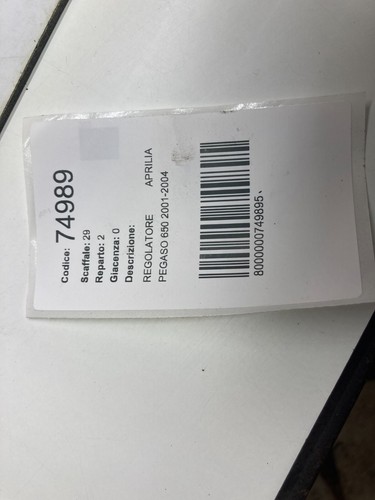 Codice: 74989
Scaffale: 29
Reparto: 2
Giacenza: 0
Descrizione:
REGOLATORE APRILIA
PEGASO 650 2001-2004
8000000749895